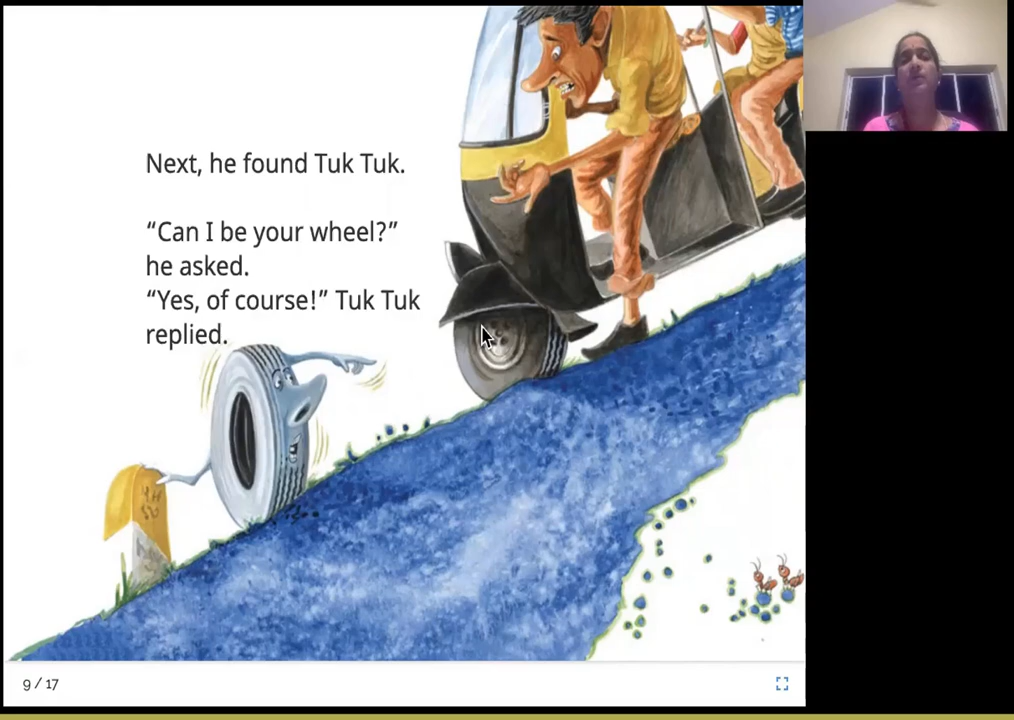 Next, he found Tuk Tuk.
“Can I be your wheel?”
he asked.
“Yes, of course!” Tuk Tuk
replied.
9 / 17